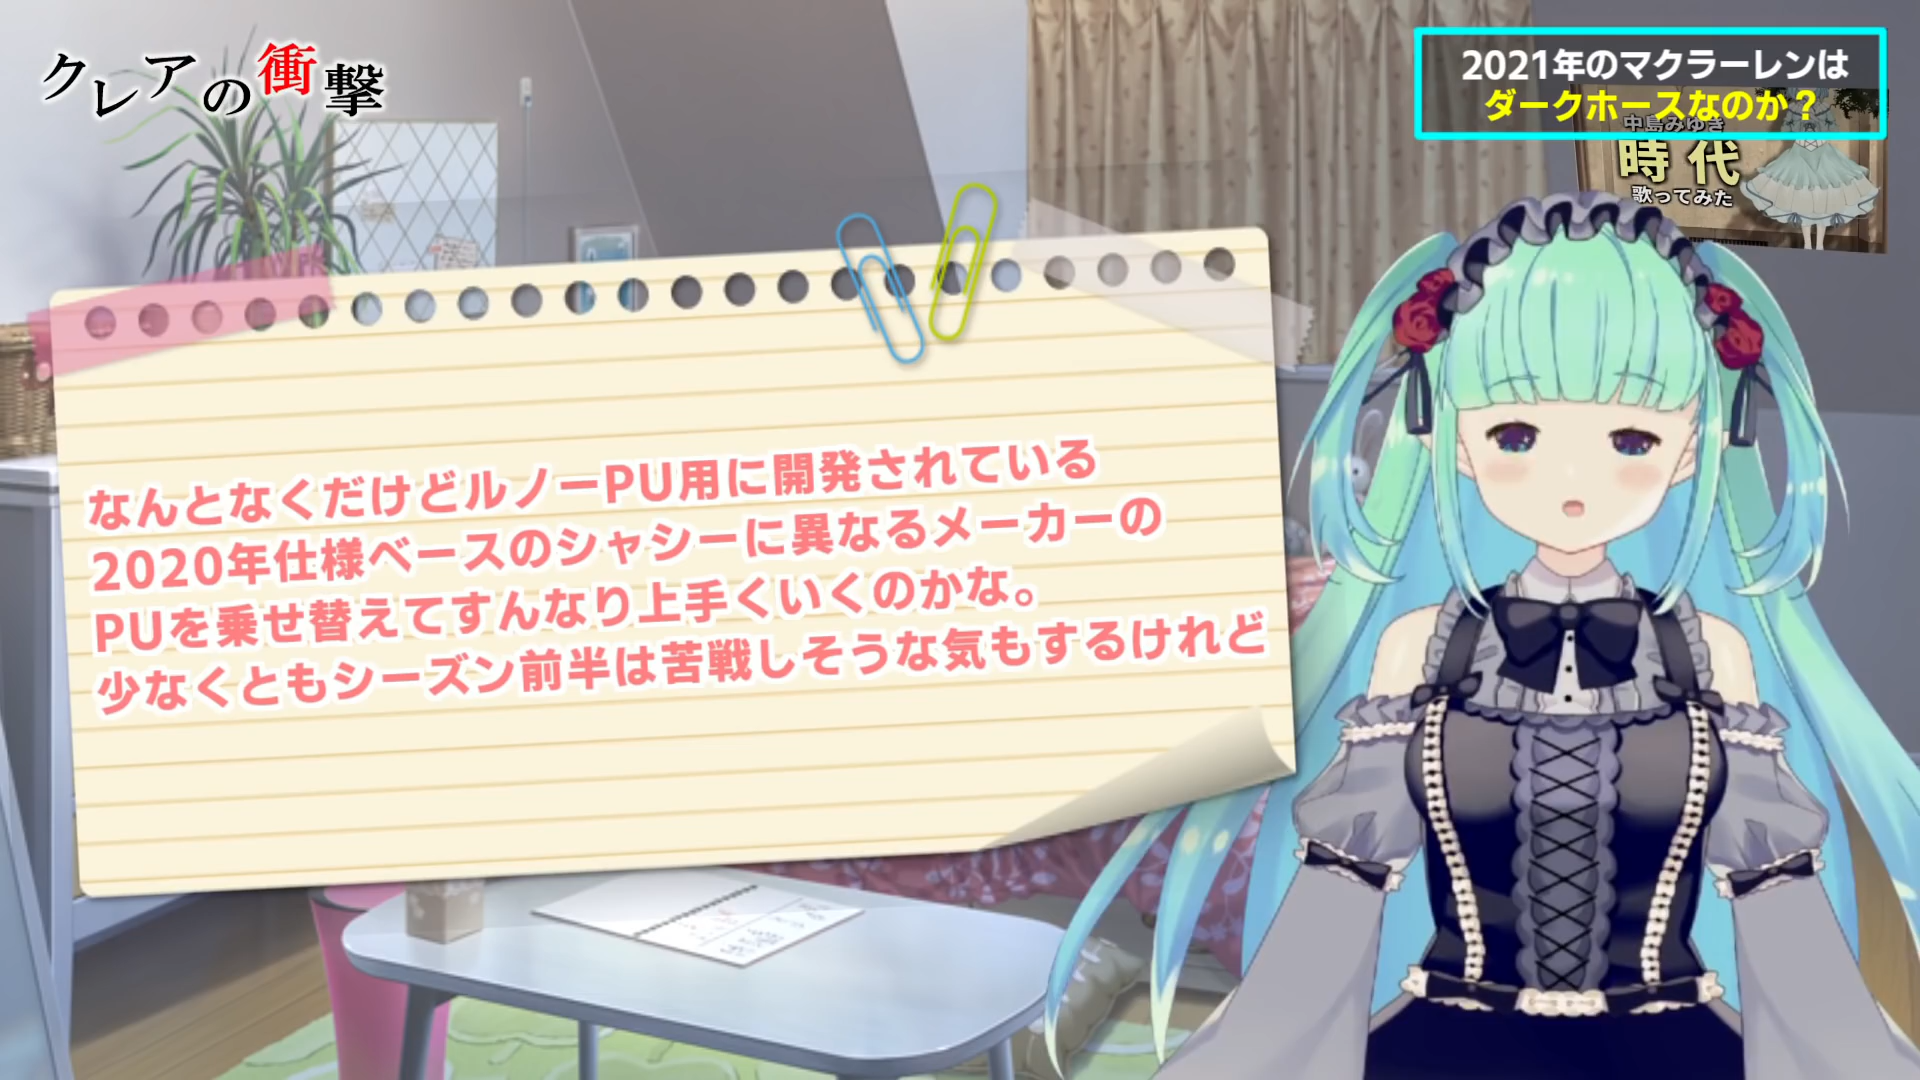 クレアの衝撃
2021年のマクラーレンは
ダークホースなのか？
中島みゆき
時代
歌ってみた
なんとなくだけどルノーPU用に開発されている
2020年仕様ベースのシャシーに異なるメーカーの
PUを乗せ替えてすんなり上手くいくのかな。
少なくともシーズン前半は苦戦しそうな気もするけれど